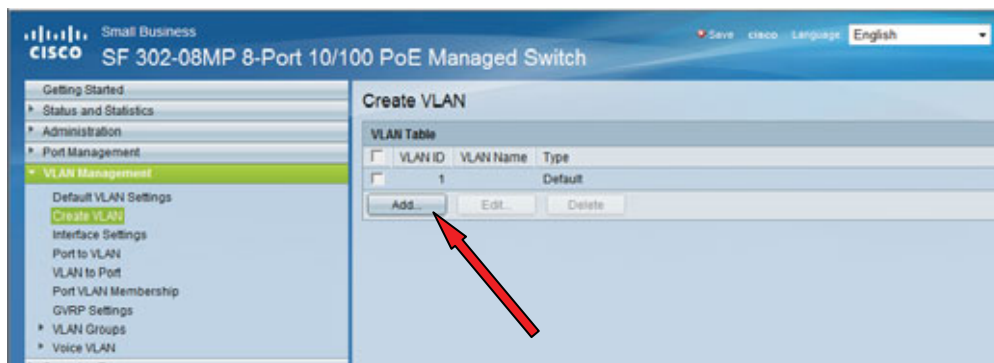 Small Business
CISCO
SF 302-08MP 8-Port 10/100 PoE Managed Switch
Save cisco Language English
Getting Started
Status and Statistics
Administration
Port Management
VLAN Management
Default VLAN Settings
Create VLAN
Interface Settings
Port to VLAN
VLAN to Port
Port VLAN Membership
GVRP Settings
VLAN Groups
Voice VLAN
Create VLAN
VLAN Table
VLAN ID VLAN Name Type
1 Default
Add... Edit... Delete